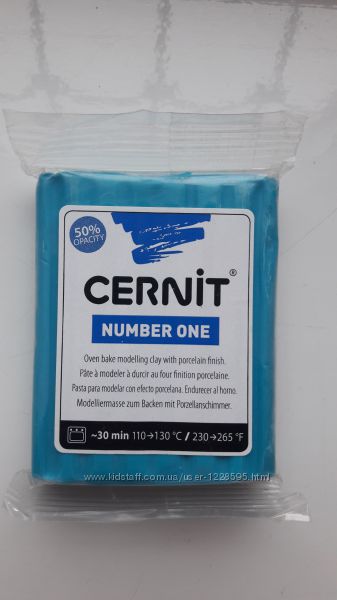 50%
OPACITY
CERNiT®
NUMBER ONE
Oven bake modelling clay with porcelain finish.
Pâte à modeler à durcir au four finition porcelaine.
Pasta para modelar con efecto porcelana. Endurecer al horno.
Modelliermasse zum Backen mit Porzellanschimmer.
~30 min 110→130 °C / 230→265 °F
www.kidstaff.com.ua/user-1228595.html